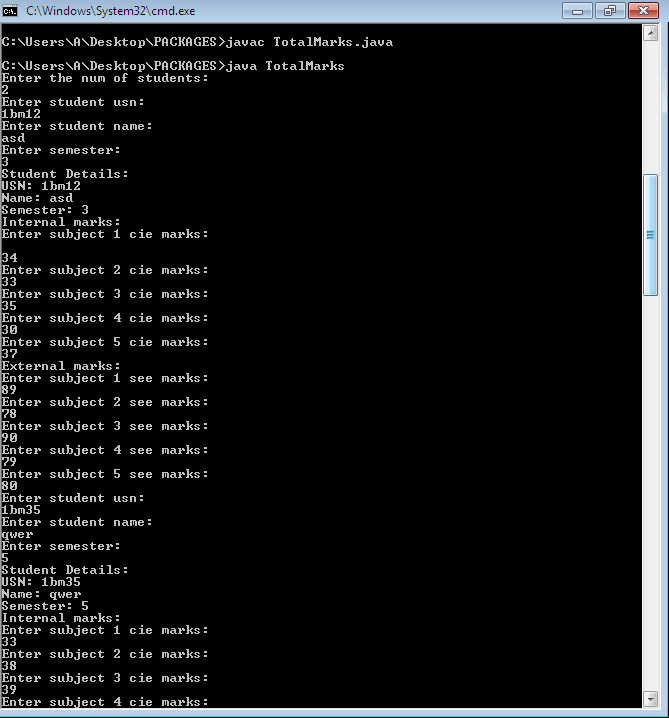 C:\Windows\System32\cmd.exe
C:\Users\A\Desktop\PACKAGES>javac TotalMarks.java
C:\Users\A\Desktop\PACKAGES>java TotalMarks
Enter the num of students:
2
Enter student usn:
1bm12
Enter student name:
asd
Enter semester:
3
Student Details:
USN: 1bm12
Name: asd
Semester: 3
Internal marks:
Enter subject 1 cie marks:
34
Enter subject 2 cie marks:
33
Enter subject 3 cie marks:
35
Enter subject 4 cie marks:
30
Enter subject 5 cie marks:
37
External marks:
Enter subject 1 see marks:
89
Enter subject 2 see marks:
78
Enter subject 3 see marks:
90
Enter subject 4 see marks:
79
Enter subject 5 see marks:
80
Enter student usn:
1bm35
Enter student name:
qwer
Enter semester:
5
Student Details:
USN: 1bm35
Name: qwer
Semester: 5
Internal marks:
Enter subject 1 cie marks:
33
Enter subject 2 cie marks:
38
Enter subject 3 cie marks:
39
Enter subject 4 cie marks: